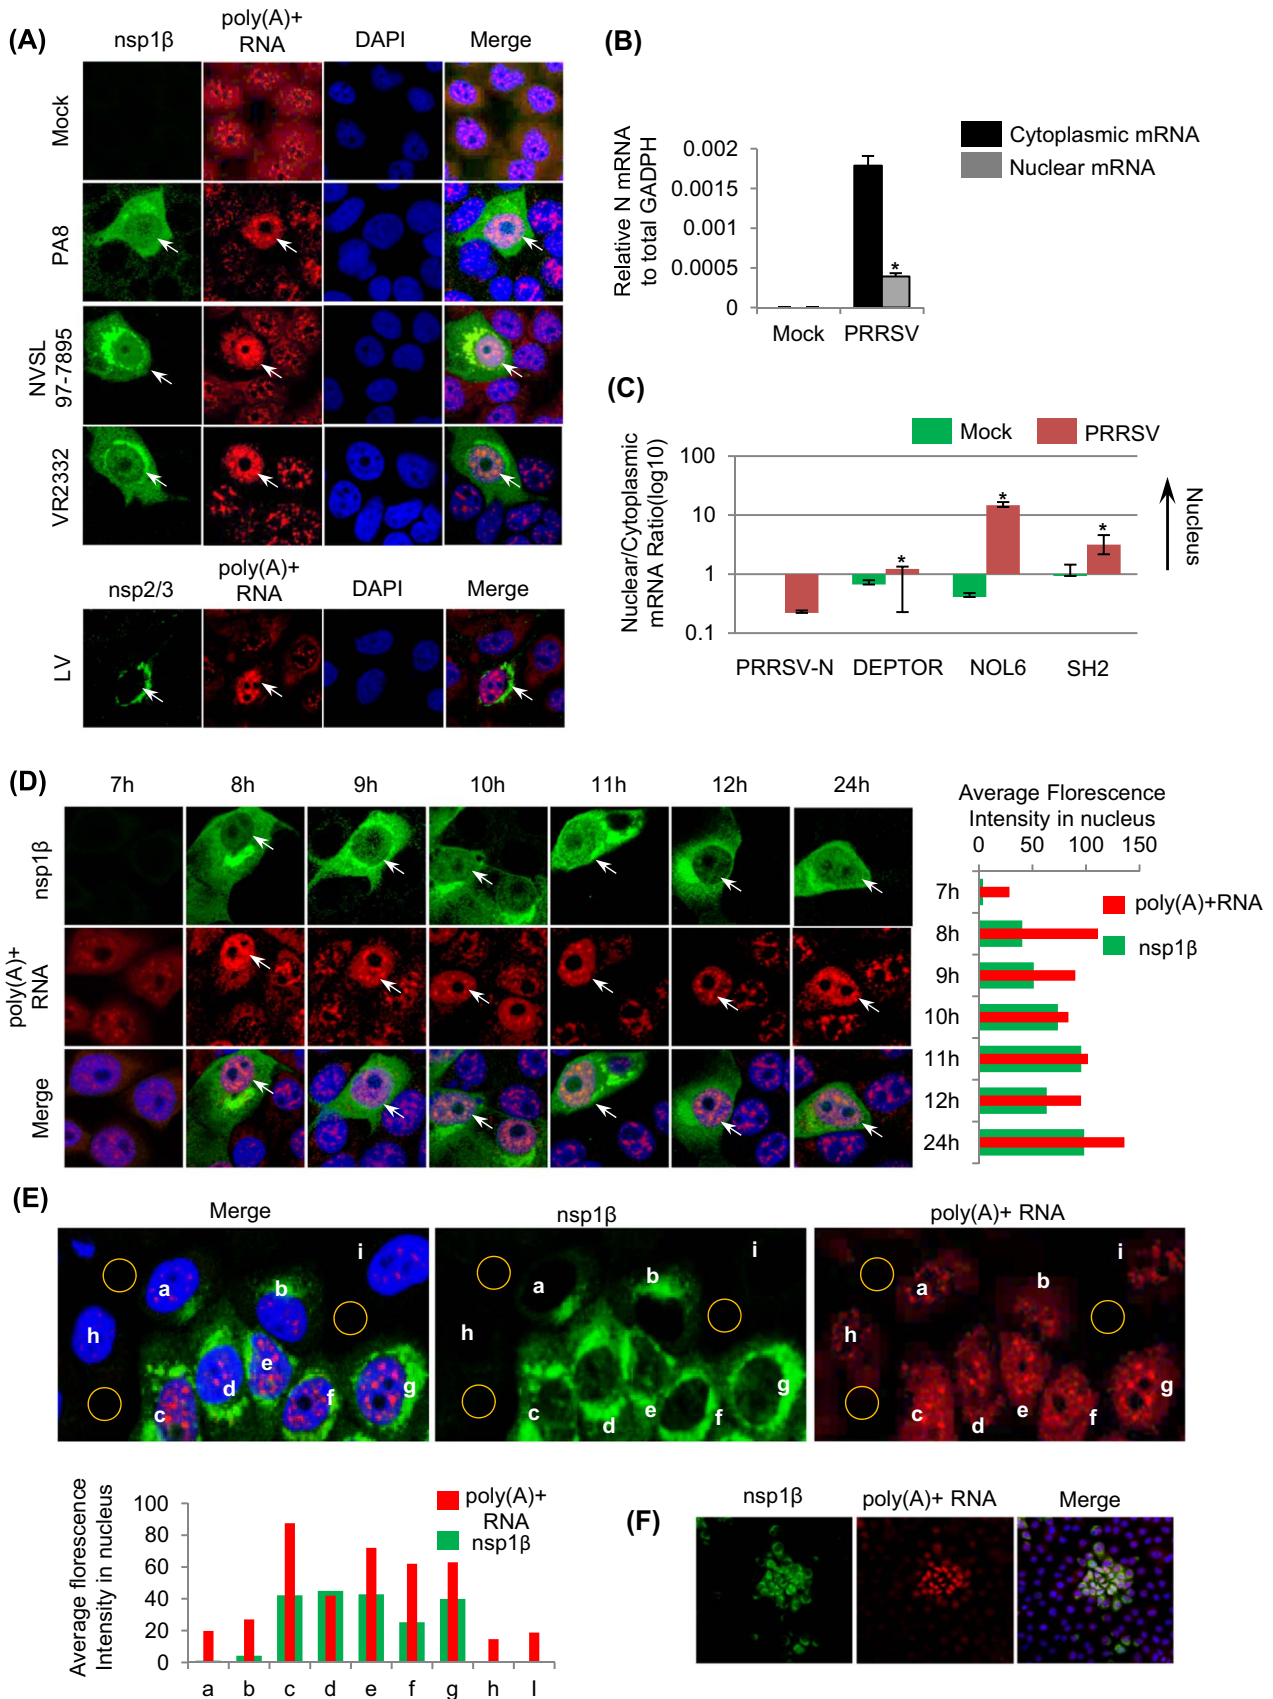 (A)
nsp1β
poly(A)+
RNA
DAPI
Merge
Mock
PA8
NVSL
97-7895
VR2332
nsp2/3
poly(A)+
RNA
DAPI
Merge
LV
(B)
Relative N mRNA
to total GADPH
0.002
0.0015
0.001
0.0005
0
*
Mock
PRRSV
Cytoplasmic mRNA
Nuclear mRNA
(C)
Mock
PRRSV
Nuclear/Cytoplasmic
mRNA Ratio(log10)
100
10
1
0.1
*
*
*
Nucleus
PRRSV-N
DEPTOR
NOL6
SH2
(D)
7h
8h
9h
10h
11h
12h
24h
nsp1β
poly(A)+
RNA
Merge
Average Florescence
Intensity in nucleus
0
50
100
150
7h
8h
9h
10h
11h
12h
24h
poly(A)+RNA
nsp1β
(E)
Merge
nsp1β
poly(A)+ RNA
a
b
c
d
e
f
g
h
i
a
b
c
d
e
f
g
h
i
a
b
c
d
e
f
g
h
i
Average florescence
Intensity in nucleus
100
80
60
40
20
0
a
b
c
d
e
f
g
h
I
poly(A)+
RNA
nsp1β
(F)
nsp1β
poly(A)+ RNA
Merge